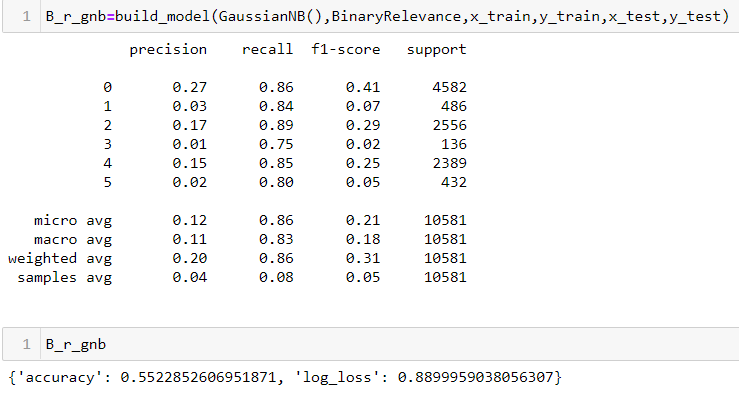 1 B_r_gnb=build_model(GaussianNB(),BinaryRelevance,x_train,y_train,x_test,y_test)
precision recall f1-score support
0 0.27 0.86 0.41 4582
1 0.03 0.84 0.07 486
2 0.17 0.89 0.29 2556
3 0.01 0.75 0.02 136
4 0.15 0.85 0.25 2389
5 0.02 0.80 0.05 432
micro avg 0.12 0.86 0.21 10581
macro avg 0.11 0.83 0.18 10581
weighted avg 0.20 0.86 0.31 10581
samples avg 0.04 0.08 0.05 10581
1 B_r_gnb
{'accuracy': 0.5522852606951871, 'log_loss': 0.8899959038056307}